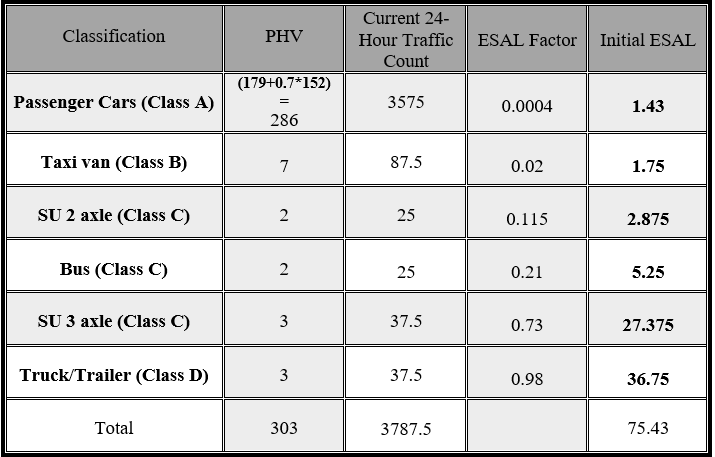 Classification PHV Current 24-Hour Traffic Count ESAL Factor Initial ESAL
Passenger Cars (Class A) (179+0.7*152) = 286 3575 0.0004 1.43
Taxi van (Class B) 7 87.5 0.02 1.75
SU 2 axle (Class C) 2 25 0.115 2.875
Bus (Class C) 2 25 0.21 5.25
SU 3 axle (Class C) 3 37.5 0.73 27.375
Truck/Trailer (Class D) 3 37.5 0.98 36.75
Total 303 3787.5 75.43